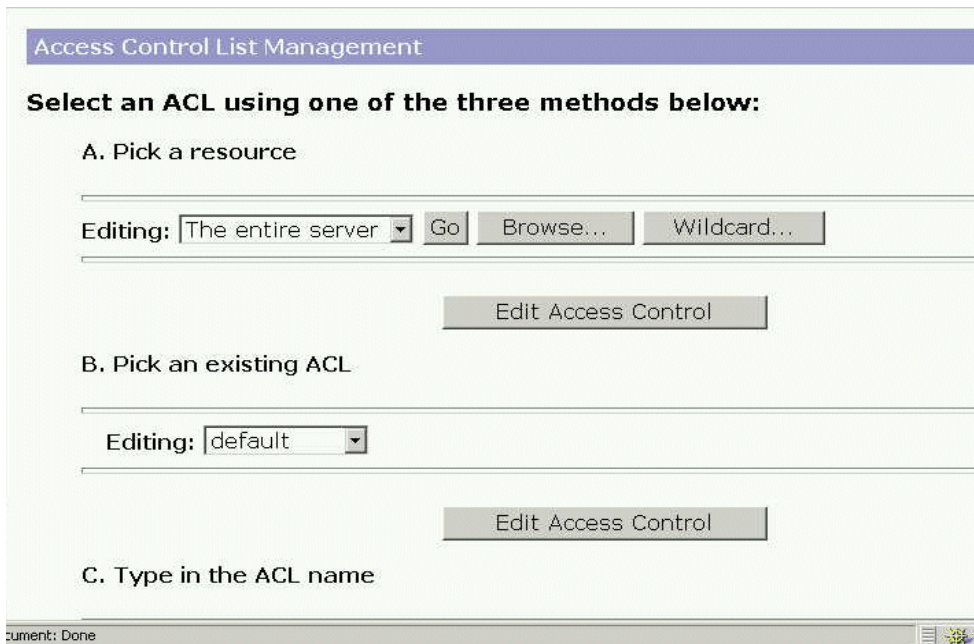 Access Control List Management
Select an ACL using one of the three methods below:
A. Pick a resource
Editing: The entire server Go Browse... Wildcard...
Edit Access Control
B. Pick an existing ACL
Editing: default
Edit Access Control
C. Type in the ACL name
cument: Done